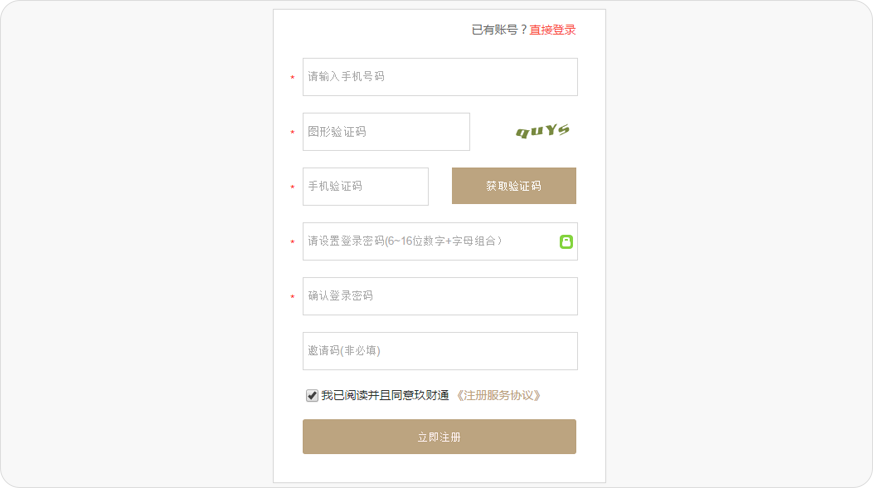 已有账号？直接登录
* 请输入手机号码
* 图形验证码 quYS
* 手机验证码 获取验证码
* 请设置登录密码(6~16位数字+字母组合）
* 确认登录密码
邀请码(非必填)
我已阅读并且同意玖财通 《注册服务协议》
立即注册